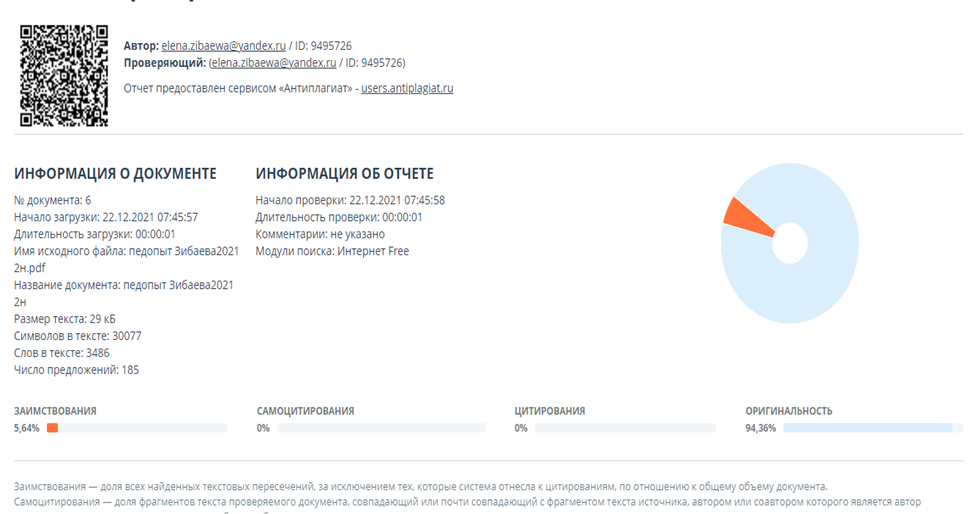 Автор: elena.zibaewa@yandex.ru / ID: 9495726
Проверяющий: (elena.zibaewa@yandex.ru / ID: 9495726)
Отчет предоставлен сервисом «Антиплагиат» - users.antiplagiat.ru
ИНФОРМАЦИЯ О ДОКУМЕНТЕ
№ документа: 6
Начало загрузки: 22.12.2021 07:45:57
Длительность загрузки: 00:00:01
Имя исходного файла: педопыт Зибаева2021
2н.pdf
Название документа: педопыт Зибаева2021
2н
Размер текста: 29 кБ
Символов в тексте: 30077
Слов в тексте: 3486
Число предложений: 185
ИНФОРМАЦИЯ ОБ ОТЧЕТЕ
Начало проверки: 22.12.2021 07:45:58
Длительность проверки: 00:00:01
Комментарии: не указано
Модули поиска: Интернет Free
ЗАИМСТВОВАНИЯ
5,64%
САМОЦИТИРОВАНИЯ
0%
ЦИТИРОВАНИЯ
0%
ОРИГИНАЛЬНОСТЬ
94,36%
Заимствования — доля всех найденных текстовых пересечений, за исключением тех, которые система отнесла к цитированиям, по отношению к общему объему документа.
Самоцитирования — доля фрагментов текста проверяемого документа, совпадающий или почти совпадающий с фрагментом текста источника, автором или соавтором которого является автор